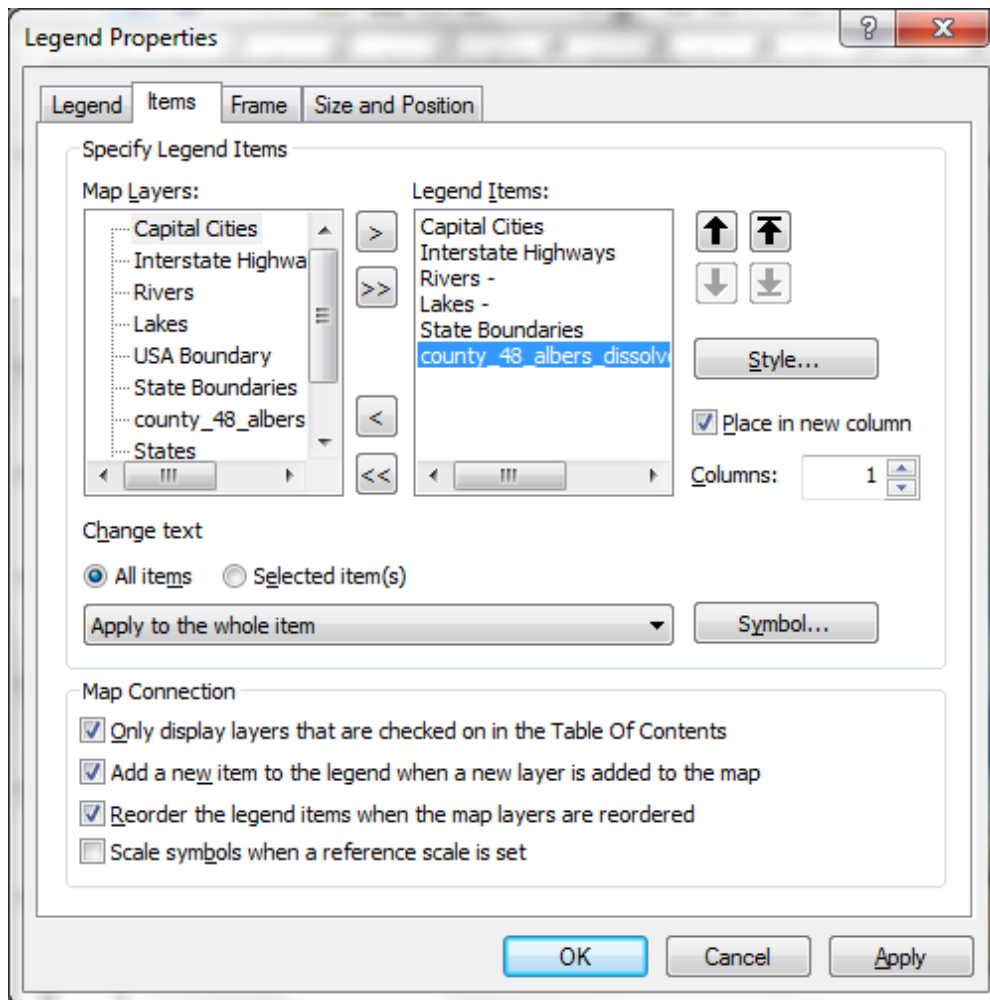 Legend Properties
?
X
Legend Items Frame Size and Position
Specify Legend Items
Map Layers:
Legend Items:
Capital Cities
Interstate Highwa
Rivers
Lakes
USA Boundary
State Boundaries
county_48_albers
States
>
>>
<
<<
Capital Cities
Interstate Highways
Rivers -
Lakes -
State Boundaries
county_48_albers_dissolv
Style...
Place in new column
Columns: 1
Change text
All items Selected item(s)
Apply to the whole item
Symbol...
Map Connection
Only display layers that are checked on in the Table Of Contents
Add a new item to the legend when a new layer is added to the map
Reorder the legend items when the map layers are reordered
Scale symbols when a reference scale is set
OK Cancel Apply